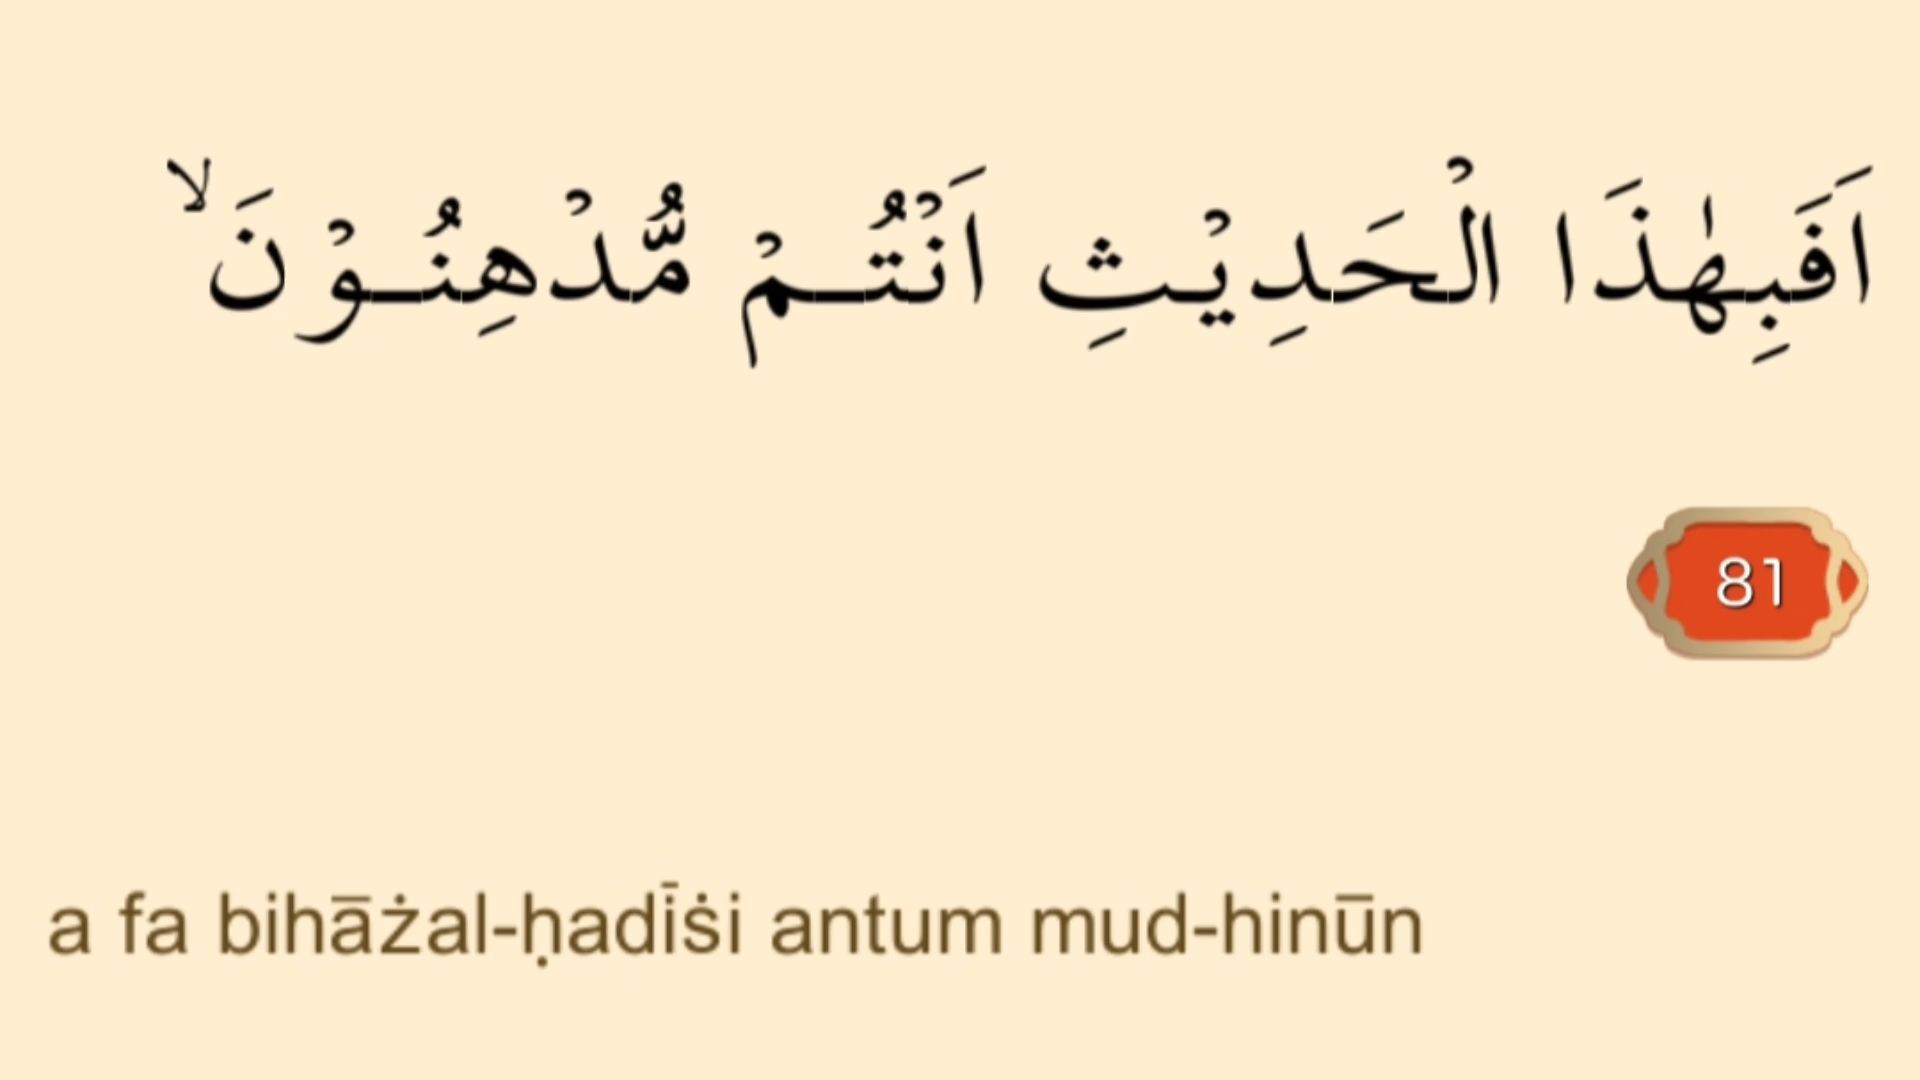 اَفَبِهٰذَا الْحَدِيْثِ اَنْتُمْ مُّدْهِنُوْنَۙ
81
a fa bihāżal-ḥadīṡi antum mud-hinūn